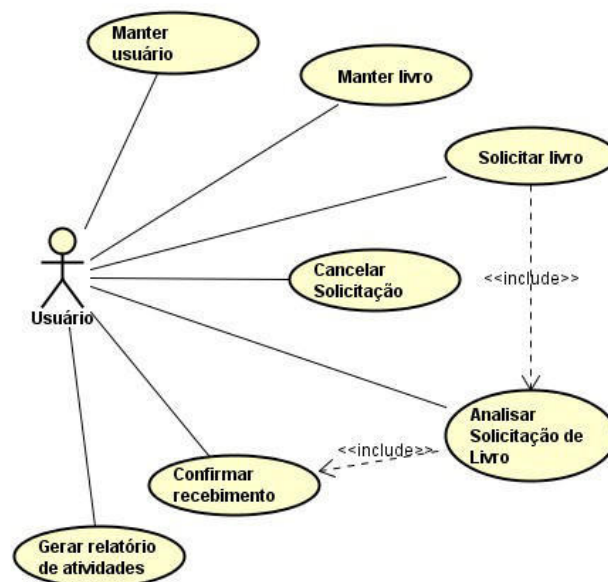 Manter
usuário
Manter livro
Solicitar livro
Cancelar
Solicitação
<<include>>
Usuário
Analisar
Solicitação de
Livro
<<include>>
Confirmar
recebimento
Gerar relatório
de atividades